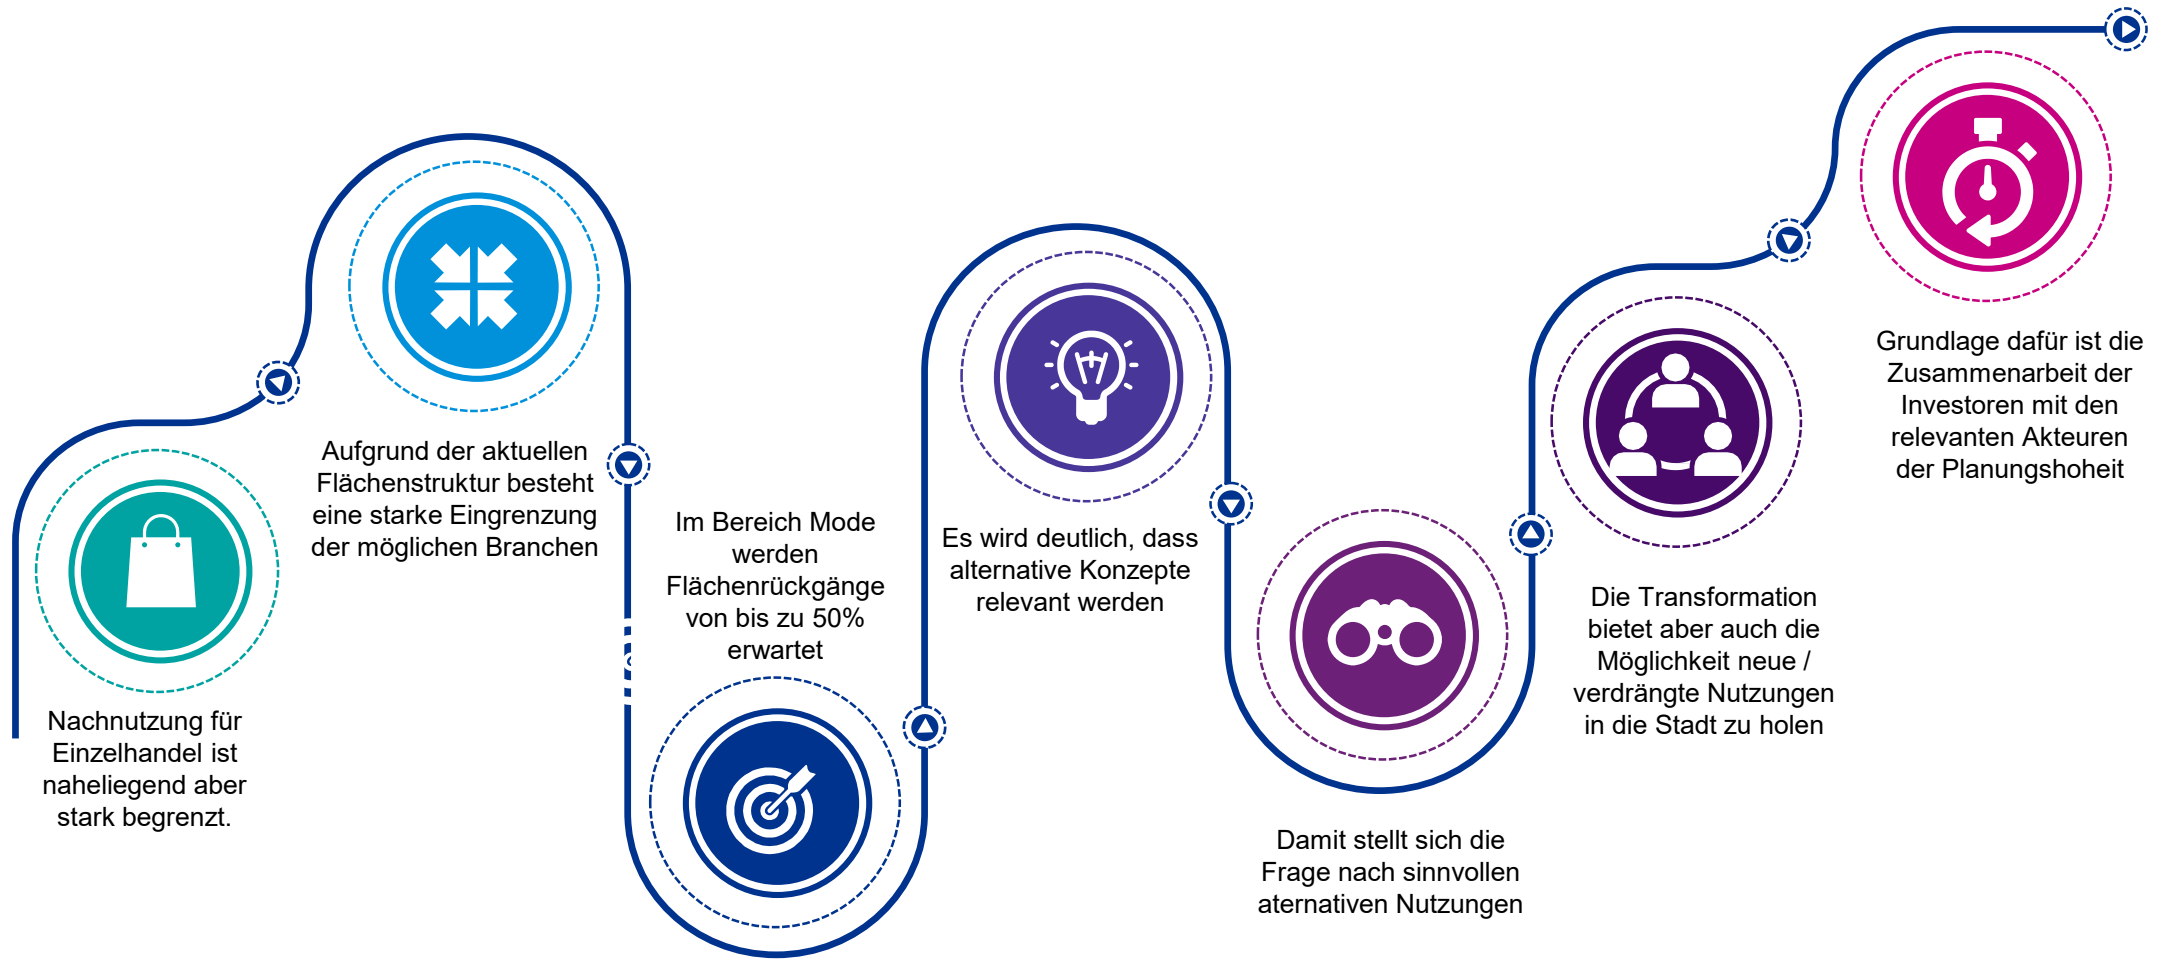 Nachnutzung für
Einzelhandel ist
naheliegend aber
stark begrenzt.
Aufgrund der aktuellen
Flächenstruktur besteht
eine starke Eingrenzung
der möglichen Branchen
Im Bereich Mode
werden
Flächenrückgänge
von bis zu 50%
erwartet
Es wird deutlich, dass
alternative Konzepte
relevant werden
Damit stellt sich die
Frage nach sinnvollen
aternativen Nutzungen
Die Transformation
bietet aber auch die
Möglichkeit neue /
verdrängte Nutzungen
in die Stadt zu holen
Grundlage dafür ist die
Zusammenarbeit der
Investoren mit den
relevanten Akteuren
der Planungshoheit